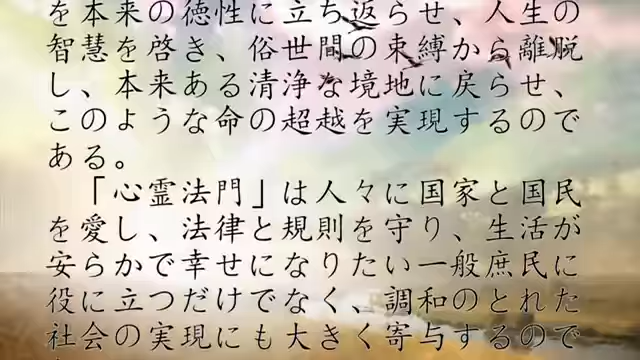 を本来の徳性に立ち返らせ、人生の
智慧を啓き、俗世間の束縛から離脱
し、本来ある清浄な境地に戻らせ、
このような命の超越を実現するので
ある。
「心霊法門」は人々に国家と国民
を愛し、法律と規則を守り、生活が
安らかで幸せになりたい一般庶民に
役に立つだけでなく、調和のとれた
社会の実現にも大きく寄与するので